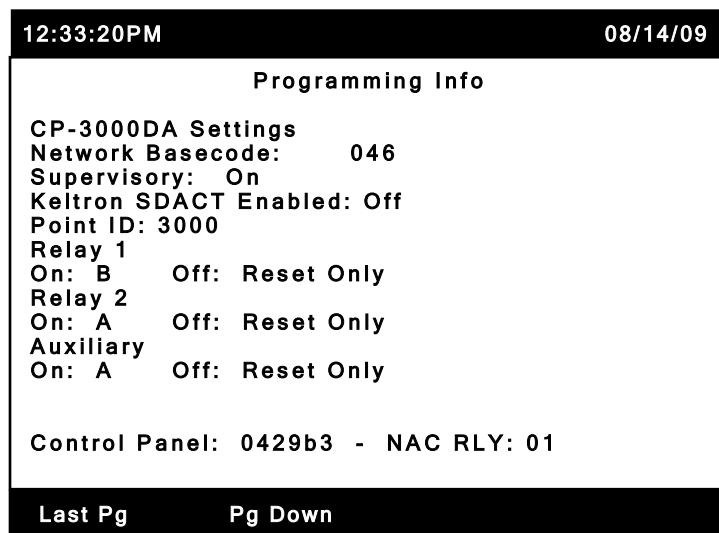 12:33:20PM 08/14/09
Programming Info
CP-3000DA Settings
Network Basecode: 046
Supervisory: On
Keltron SDACT Enabled: Off
Point ID: 3000
Relay 1
On: B Off: Reset Only
Relay 2
On: A Off: Reset Only
Auxiliary
On: A Off: Reset Only
Control Panel: 0429b3 - NAC RLY: 01
Last Pg Pg Down